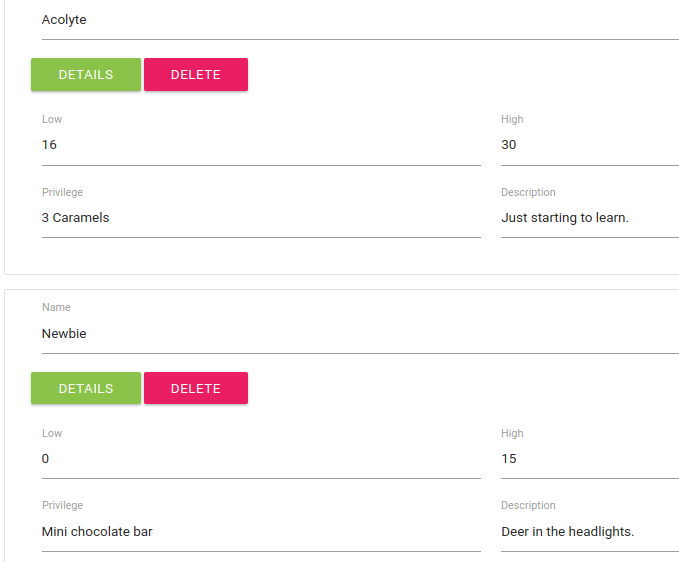 Acolyte
DETAILS DELETE
Low High
16 30
Privilege Description
3 Caramels Just starting to learn.
Name
Newbie
DETAILS DELETE
Low High
0 15
Privilege Description
Mini chocolate bar Deer in the headlights.